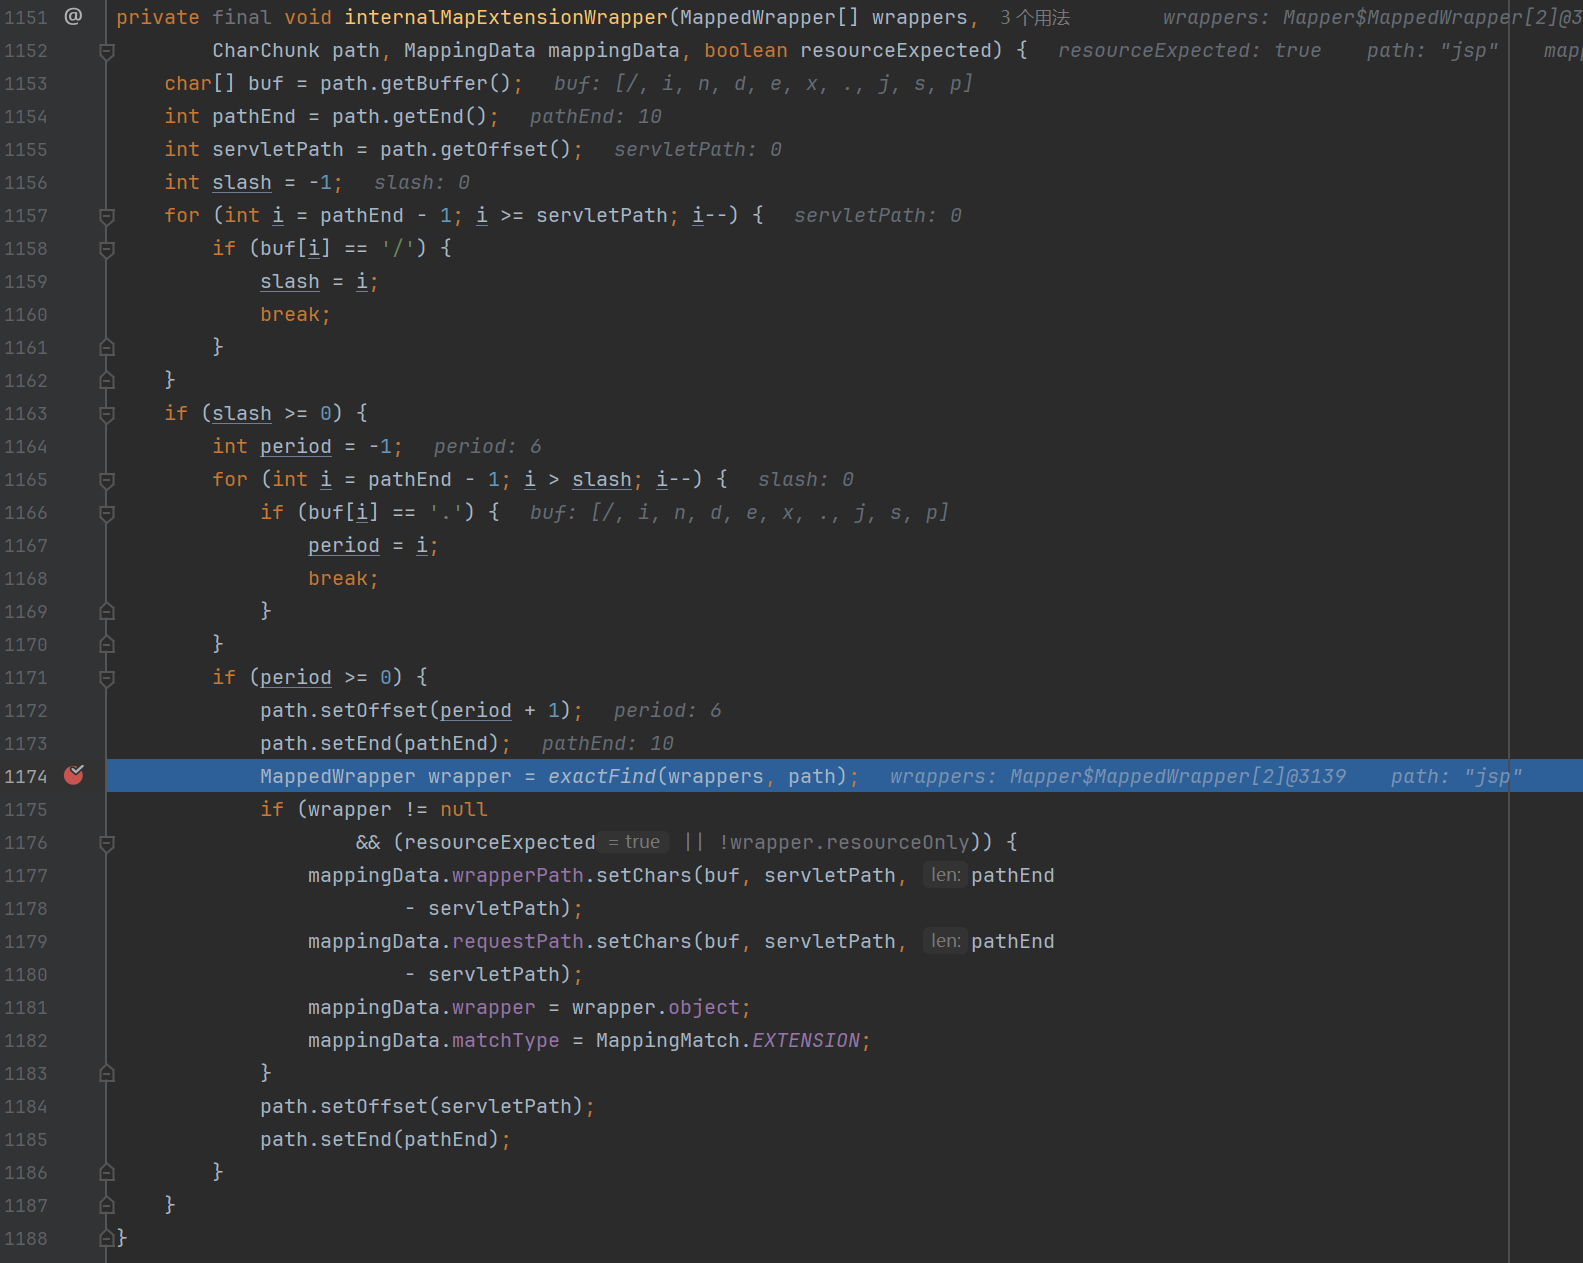 1151 @ private final void internalMapExtensionWrapper(MappedWrapper[] wrappers, 3 个用法 wrappers: Mapper$MappedWrapper[2]@3
1152 CharChunk path, MappingData mappingData, boolean resourceExpected) { resourceExpected: true path: "jsp" mapp
1153 char[] buf = path.getBuffer(); buf: [/, i, n, d, e, x, ., j, s, p]
1154 int pathEnd = path.getEnd(); pathEnd: 10
1155 int servletPath = path.getOffset(); servletPath: 0
1156 int slash = -1; slash: 0
1157 for (int i = pathEnd - 1; i >= servletPath; i--) { servletPath: 0
1158 if (buf[i] == '/') {
1159 slash = i;
1160 break;
1161 }
1162 }
1163 if (slash >= 0) {
1164 int period = -1; period: 6
1165 for (int i = pathEnd - 1; i > slash; i--) { slash: 0
1166 if (buf[i] == '.') { buf: [/, i, n, d, e, x, ., j, s, p]
1167 period = i;
1168 break;
1169 }
1170 }
1171 if (period >= 0) {
1172 path.setOffset(period + 1); period: 6
1173 path.setEnd(pathEnd); pathEnd: 10
1174 MappedWrapper wrapper = exactFind(wrappers, path); wrappers: Mapper$MappedWrapper[2]@3139 path: "jsp"
1175 if (wrapper != null
1176 && (resourceExpected = true || !wrapper.resourceOnly)) {
1177 mappingData.wrapperPath.setChars(buf, servletPath, len: pathEnd
1178 - servletPath);
1179 mappingData.requestPath.setChars(buf, servletPath, len: pathEnd
1180 - servletPath);
1181 mappingData.wrapper = wrapper.object;
1182 mappingData.matchType = MappingMatch.EXTENSION;
1183 }
1184 path.setOffset(servletPath);
1185 path.setEnd(pathEnd);
1186 }
1187 }
1188 }